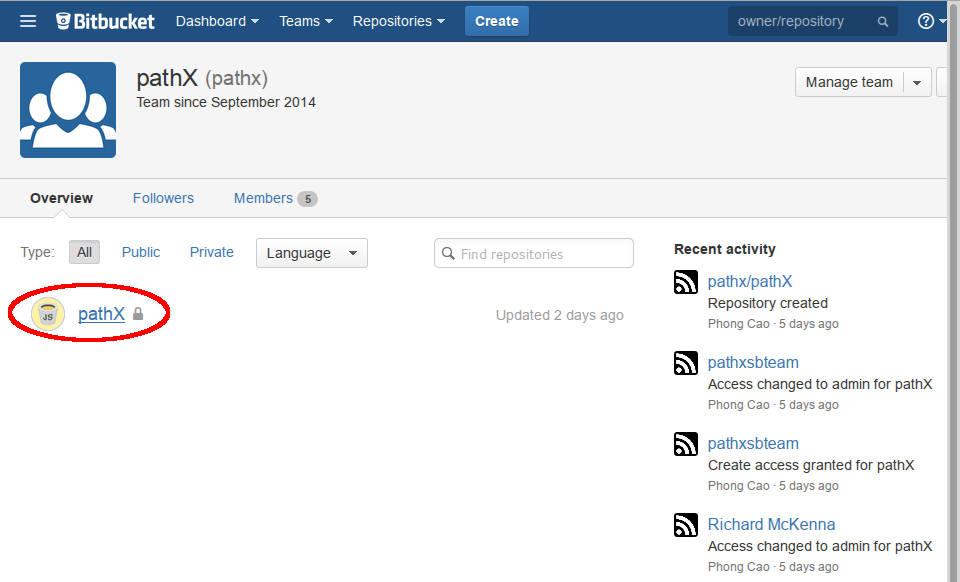 Bitbucket Dashboard Teams Repositories Create owner/repository ?
pathX (pathx)
Team since September 2014
Manage team
Overview Followers Members 5
Type: All Public Private Language Find repositories
JS pathX Updated 2 days ago
Recent activity
pathx/pathX
Repository created
Phong Cao · 5 days ago
pathxsbteam
Access changed to admin for pathX
Phong Cao · 5 days ago
pathxsbteam
Create access granted for pathX
Phong Cao · 5 days ago
Richard McKenna
Access changed to admin for pathX
Phong Cao · 5 days ago